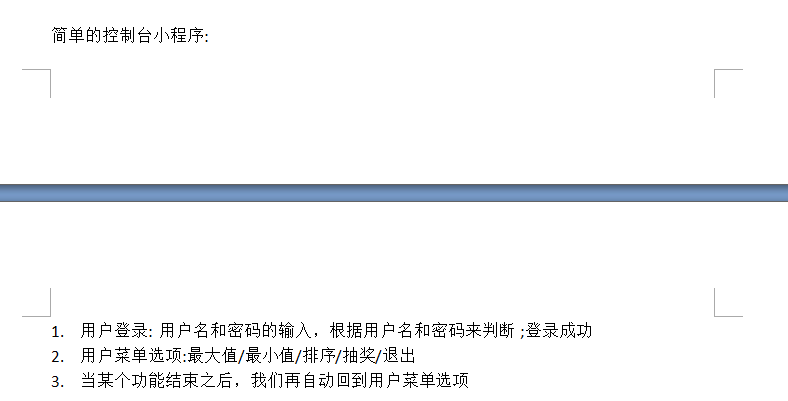 简单的控制台小程序:
1. 用户登录: 用户名和密码的输入，根据用户名和密码来判断 ;登录成功
2. 用户菜单选项:最大值/最小值/排序/抽奖/退出
3. 当某个功能结束之后，我们再自动回到用户菜单选项